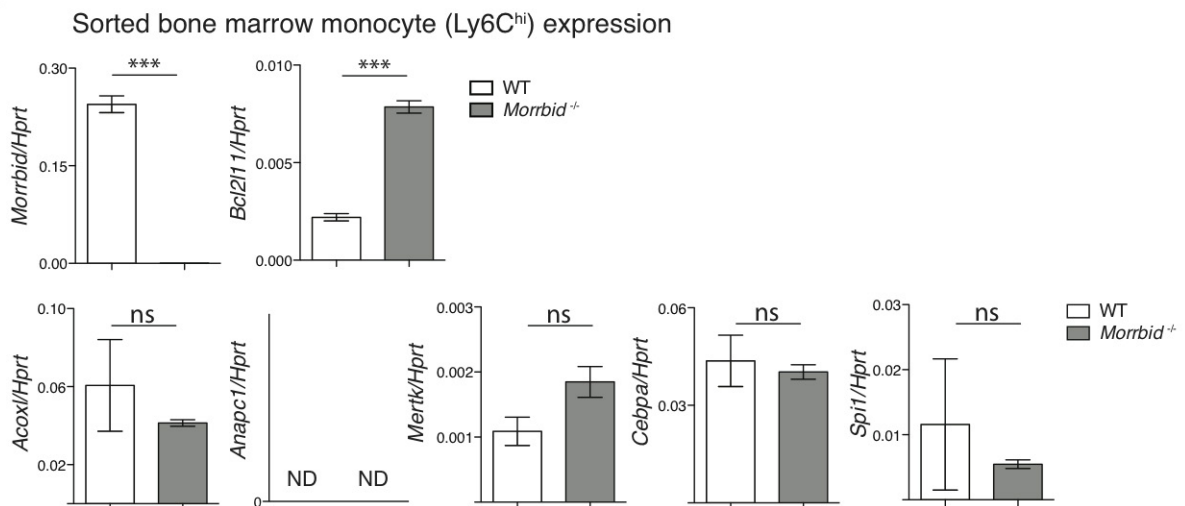 Sorted bone marrow monocyte (Ly6Chi) expression
Morrbid/Hprt
0.30
0.15
0.00
***
Bcl2l11/Hprt
0.010
0.005
0.000
***
WT
Morrbid -/-
Acoxl/Hprt
0.10
0.06
0.02
ns
Anapc1/Hprt
0
ND
ND
Mertk/Hprt
0.003
0.002
0.001
ns
Cebpa/Hprt
0.06
0.03
ns
Spi1/Hprt
0.03
0.02
0.01
ns
WT
Morrbid -/-